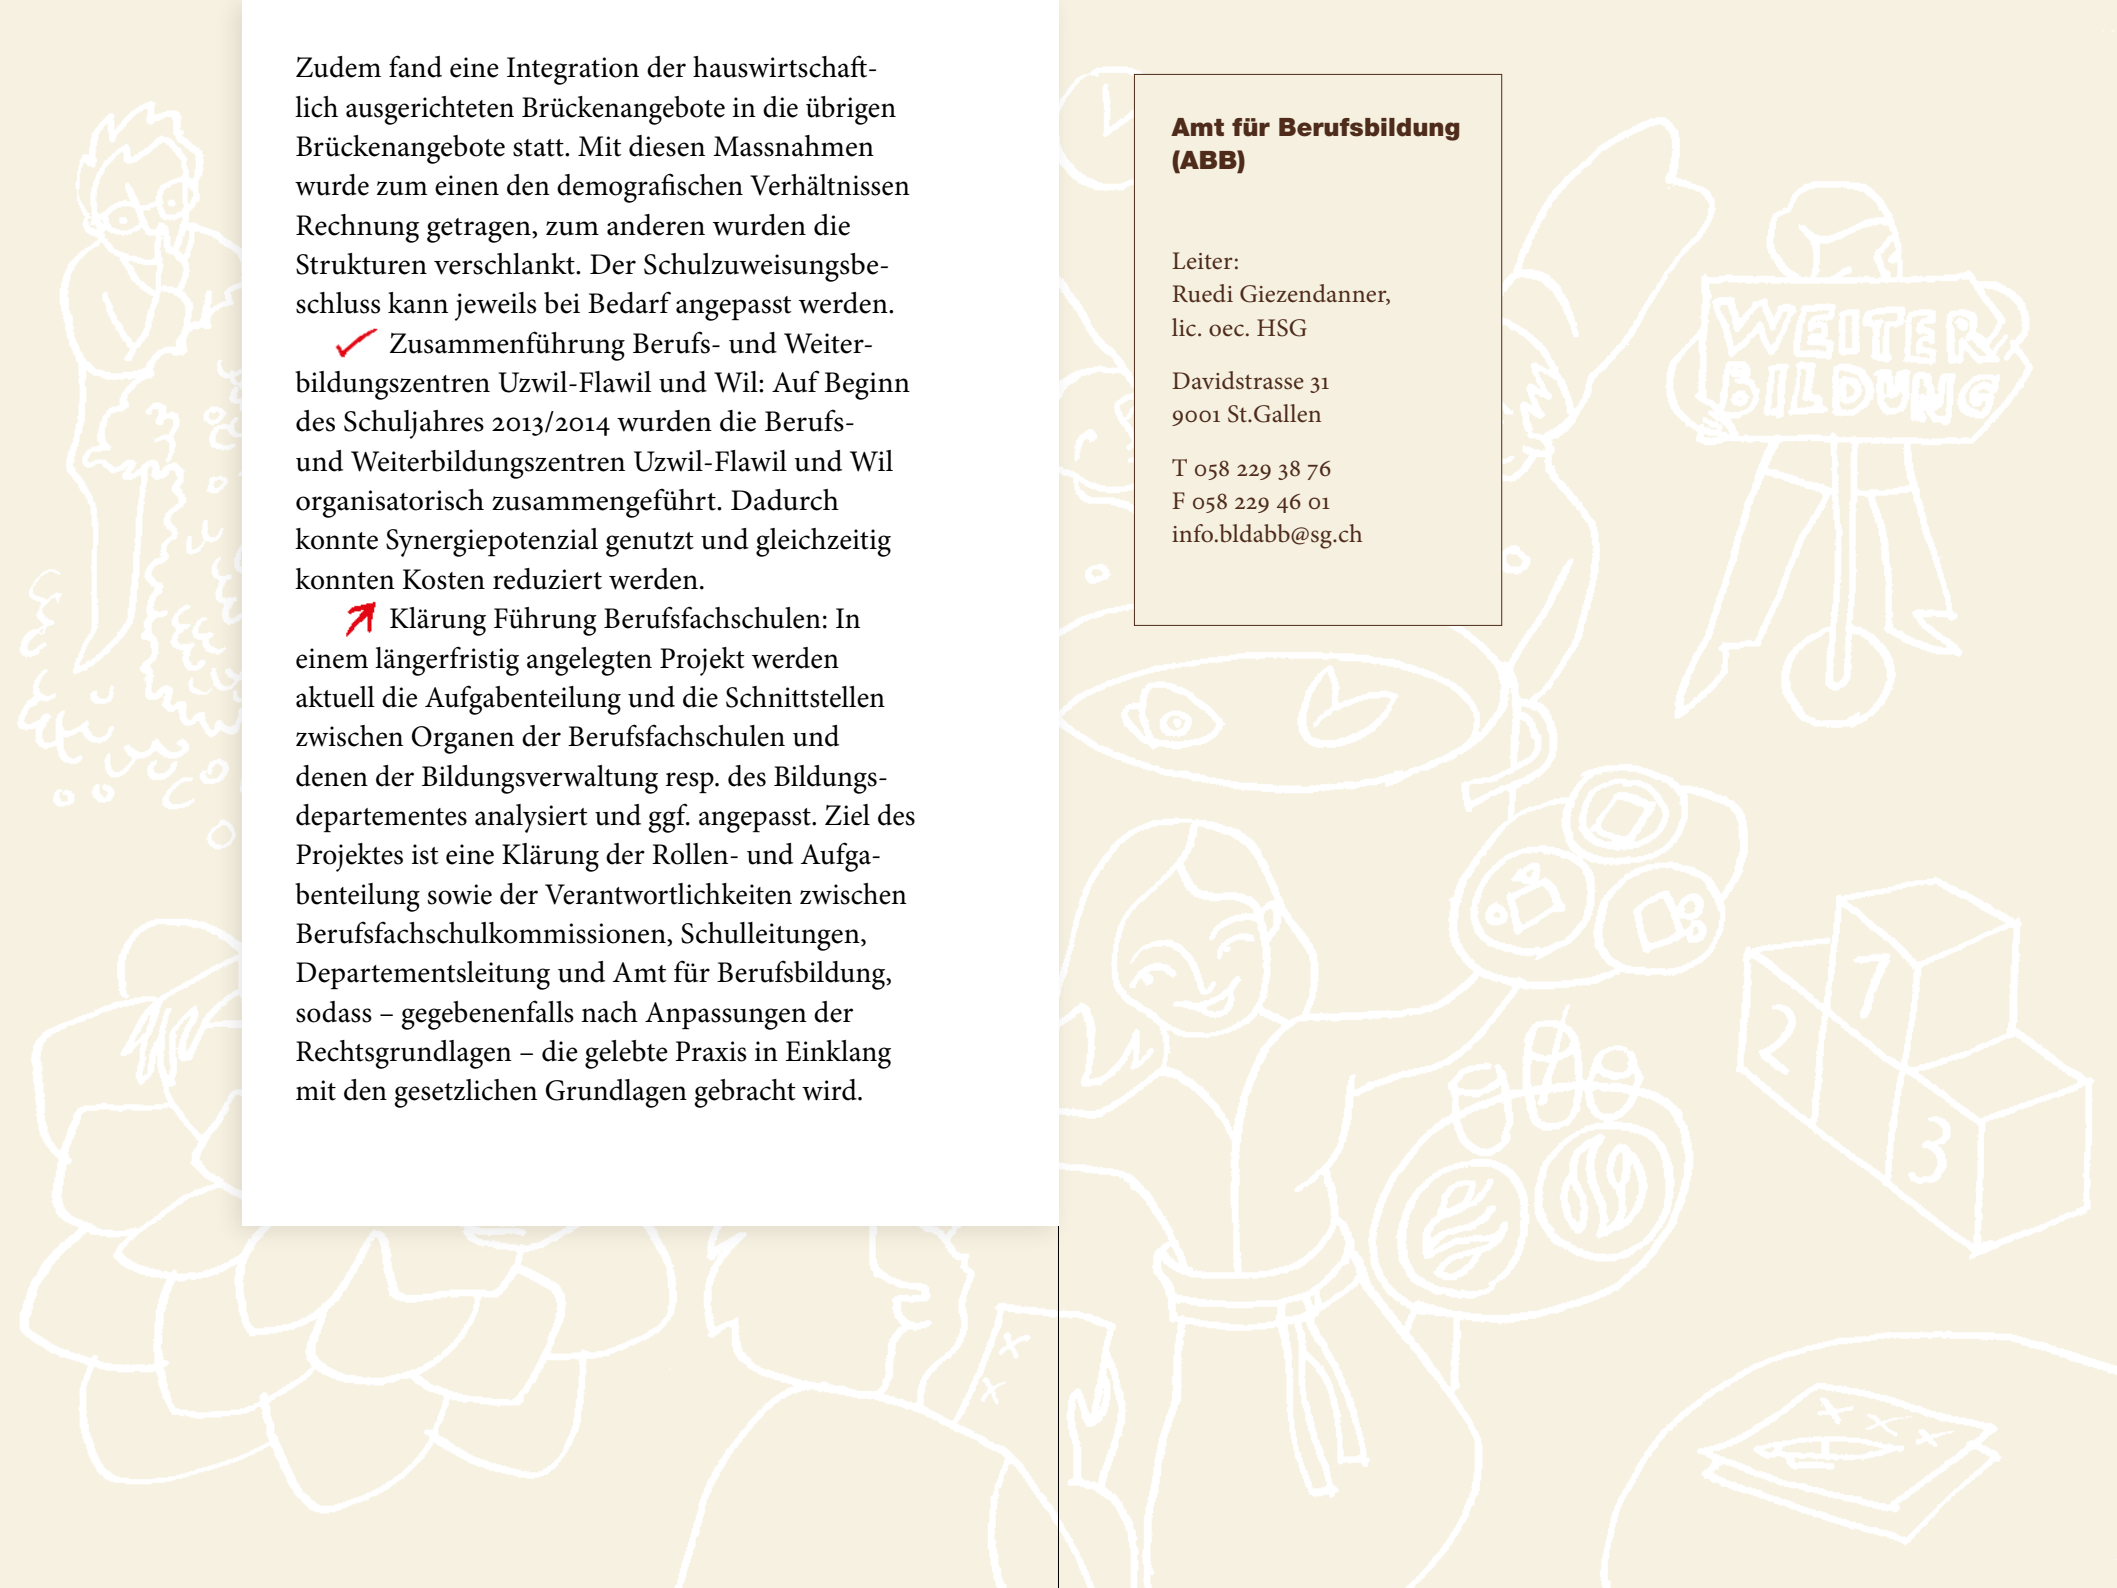 Zudem fand eine Integration der hauswirtschaft-
lich ausgerichteten Brückenangebote in die übrigen
Brückenangebote statt. Mit diesen Massnahmen
wurde zum einen den demografischen Verhältnissen
Rechnung getragen, zum anderen wurden die
Strukturen verschlankt. Der Schulzuweisungsbe-
schluss kann jeweils bei Bedarf angepasst werden.
Zusammenführung Berufs- und Weiter-
bildungszentren Uzwil-Flawil und Wil: Auf Beginn
des Schuljahres 2013/2014 wurden die Berufs-
und Weiterbildungszentren Uzwil-Flawil und Wil
organisatorisch zusammengeführt. Dadurch
konnte Synergiepotenzial genutzt und gleichzeitig
konnten Kosten reduziert werden.
Klärung Führung Berufsfachschulen: In
einem längerfristig angelegten Projekt werden
aktuell die Aufgabenteilung und die Schnittstellen
zwischen Organen der Berufsfachschulen und
denen der Bildungsverwaltung resp. des Bildungs-
departementes analysiert und ggf. angepasst. Ziel des
Projektes ist eine Klärung der Rollen- und Aufga-
benteilung sowie der Verantwortlichkeiten zwischen
Berufsfachschulkommissionen, Schulleitungen,
Departementsleitung und Amt für Berufsbildung,
sodass – gegebenenfalls nach Anpassungen der
Rechtsgrundlagen – die gelebte Praxis in Einklang
mit den gesetzlichen Grundlagen gebracht wird.
Amt für Berufsbildung
(ABB)
Leiter:
Ruedi Giezendanner,
lic. oec. HSG
Davidstrasse 31
9001 St.Gallen
T 058 229 38 76
F 058 229 46 01
info.bldabb@sg.ch
WEITER
BILDUNG
1
2
3